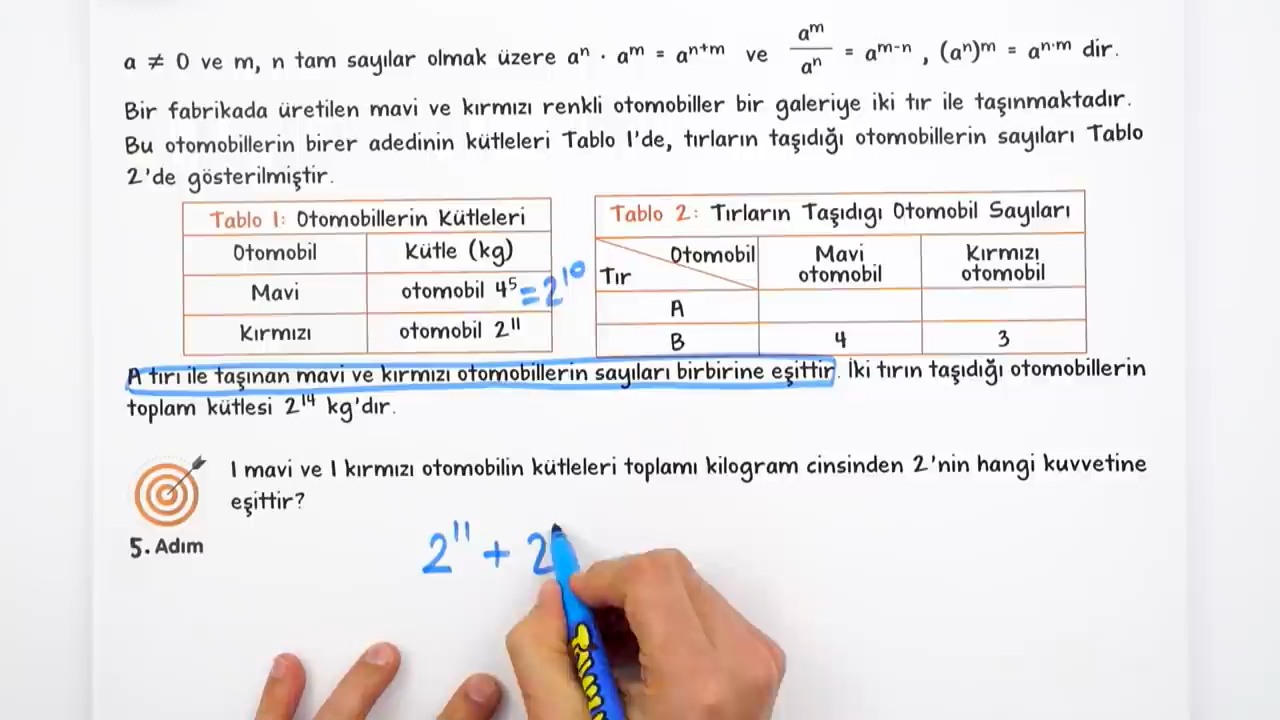 a ≠ 0 ve m, n tam sayılar olmak üzere aⁿ · aᵐ = aⁿ⁺ᵐ ve aᵐ/aⁿ = aᵐ⁻ⁿ , (aⁿ)ᵐ = aⁿ·ᵐ dir.
Bir fabrikada üretilen mavi ve kırmızı renkli otomobiller bir galeriye iki tır ile taşınmaktadır.
Bu otomobillerin birer adedinin kütleleri Tablo 1'de, tırların taşıdığı otomobillerin sayıları Tablo
2'de gösterilmiştir.
Tablo 1: Otomobillerin Kütleleri
Otomobil Kütle (kg)
Mavi otomobil 4⁵ = 2¹⁰
Kırmızı otomobil 2¹¹
Tablo 2: Tırların Taşıdıgı Otomobil Sayıları
Otomobil Tır Mavi otomobil Kırmızı otomobil
A
B 4 3
A tırı ile taşınan mavi ve kırmızı otomobillerin sayıları birbirine eşittir. İki tırın taşıdığı otomobillerin
toplam kütlesi 2¹⁴ kg'dır.
1 mavi ve 1 kırmızı otomobilin kütleleri toplamı kilogram cinsinden 2'nin hangi kuvvetine
eşittir?
5. Adım
2¹¹ + 2